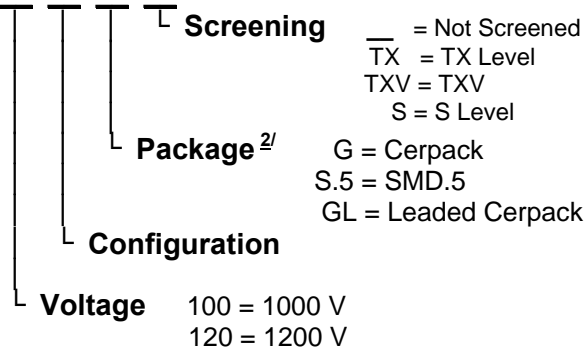 Screening __ = Not Screened
TX = TX Level
TXV = TXV
S = S Level
Package 2/ G = Cerpack
S.5 = SMD.5
GL = Leaded Cerpack
Configuration
Voltage 100 = 1000 V
120 = 1200 V